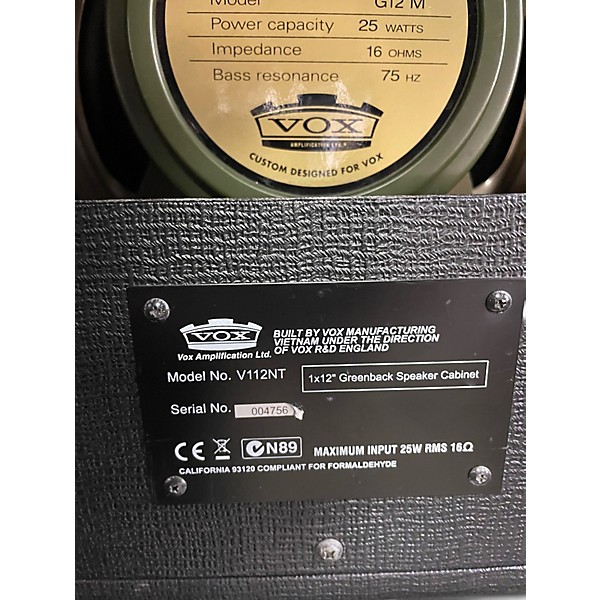 Model G12 M
Power capacity 25 WATTS
Impedance 16 OHMS
Bass resonance 75 HZ
VOX
AMPLIFICATION LTD.
CUSTOM DESIGNED FOR VOX
VOX
Vox Amplification Ltd.
BUILT BY VOX MANUFACTURING
VIETNAM UNDER THE DIRECTION
OF VOX R&D ENGLAND
Model No. V112NT
1x12" Greenback Speaker Cabinet
Serial No. 004756
CE N89 MAXIMUM INPUT 25W RMS 16Ω
CALIFORNIA 93120 COMPLIANT FOR FORMALDEHYDE